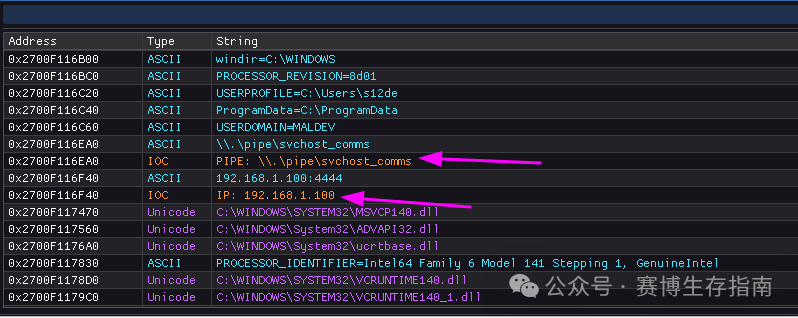 Address Type String
0x2700F116B00 ASCII windir=C:\WINDOWS
0x2700F116BC0 ASCII PROCESSOR_REVISION=8d01
0x2700F116C20 ASCII USERPROFILE=C:\Users\s12de
0x2700F116C40 ASCII ProgramData=C:\ProgramData
0x2700F116C60 ASCII USERDOMAIN=MALDEV
0x2700F116EA0 ASCII \\.\pipe\svchost_comms
0x2700F116EA0 IOC PIPE: \\.\pipe\svchost_comms
0x2700F116F40 ASCII 192.168.1.100:4444
0x2700F116F40 IOC IP: 192.168.1.100
0x2700F117470 Unicode C:\WINDOWS\SYSTEM32\MSVCP140.dll
0x2700F117560 Unicode C:\WINDOWS\System32\ADVAPI32.dll
0x2700F1176A0 Unicode C:\WINDOWS\System32\ucrtbase.dll
0x2700F117830 ASCII PROCESSOR_IDENTIFIER=Intel64 Family 6 Model 141 Stepping 1, GenuineIntel
0x2700F1178D0 Unicode C:\WINDOWS\SYSTEM32\VCRUNTIME140.dll
0x2700F1179C0 Unicode C:\WINDOWS\SYSTEM32\VCRUNTIME140_1.dll
公众号 · 赛博生存指南